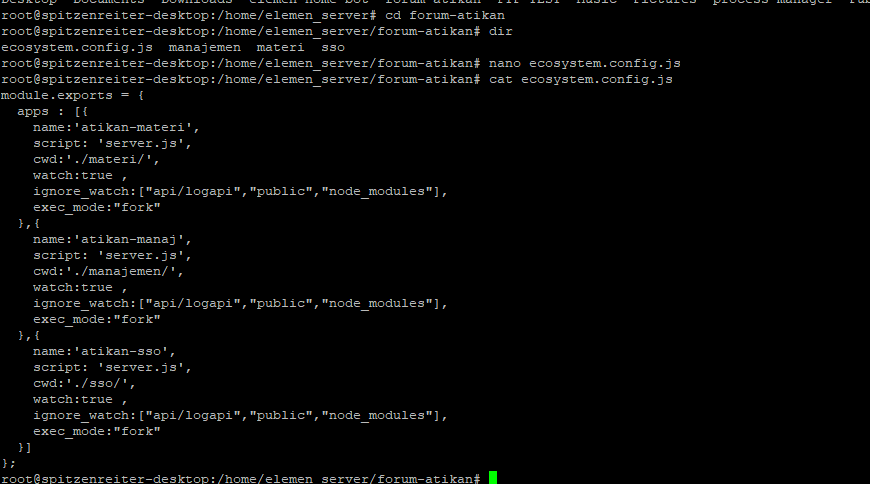 root@spitzenreiter-desktop:/home/elemen_server# cd forum-atikan
root@spitzenreiter-desktop:/home/elemen_server/forum-atikan# dir
ecosystem.config.js  manajemen  materi  sso
root@spitzenreiter-desktop:/home/elemen_server/forum-atikan# nano ecosystem.config.js
root@spitzenreiter-desktop:/home/elemen_server/forum-atikan# cat ecosystem.config.js
module.exports = {
  apps : [{
    name:'atikan-materi',
    script: 'server.js',
    cwd:'./materi/',
    watch:true ,
    ignore_watch:["api/logapi","public","node_modules"],
    exec_mode:"fork"
  },{
    name:'atikan-manaj',
    script: 'server.js',
    cwd:'./manajemen/',
    watch:true ,
    ignore_watch:["api/logapi","public","node_modules"],
    exec_mode:"fork"
  },{
    name:'atikan-sso',
    script: 'server.js',
    cwd:'./sso/',
    watch:true ,
    ignore_watch:["api/logapi","public","node_modules"],
    exec_mode:"fork"
  }]
};
root@spitzenreiter-desktop:/home/elemen_server/forum-atikan#